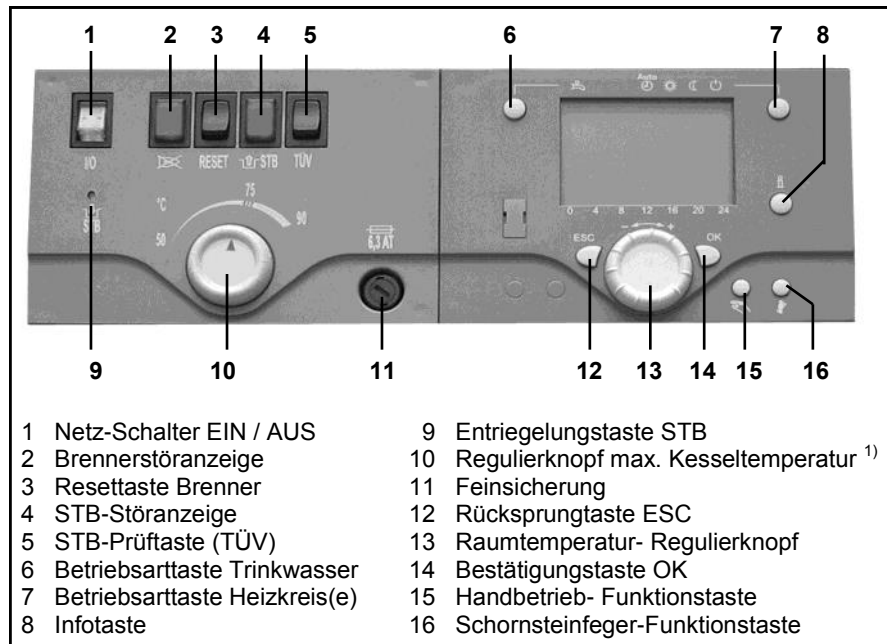 1 2 3 4 5 6 7 8
Auto
I/O RESET STB TÜV
75
°C
50 90
STB
6,3 AT
0 4 8 12 16 20 24
- +
ESC OK
9 10 11 12 13 14 15 16
1 Netz-Schalter EIN / AUS
2 Brennerstöranzeige
3 Resettaste Brenner
4 STB-Störanzeige
5 STB-Prüftaste (TÜV)
6 Betriebsarttaste Trinkwasser
7 Betriebsarttaste Heizkreis(e)
8 Infotaste
9 Entriegelungstaste STB
10 Regulierknopf max. Kesseltemperatur 1)
11 Feinsicherung
12 Rücksprungtaste ESC
13 Raumtemperatur- Regulierknopf
14 Bestätigungstaste OK
15 Handbetrieb- Funktionstaste
16 Schornsteinfeger-Funktionstaste